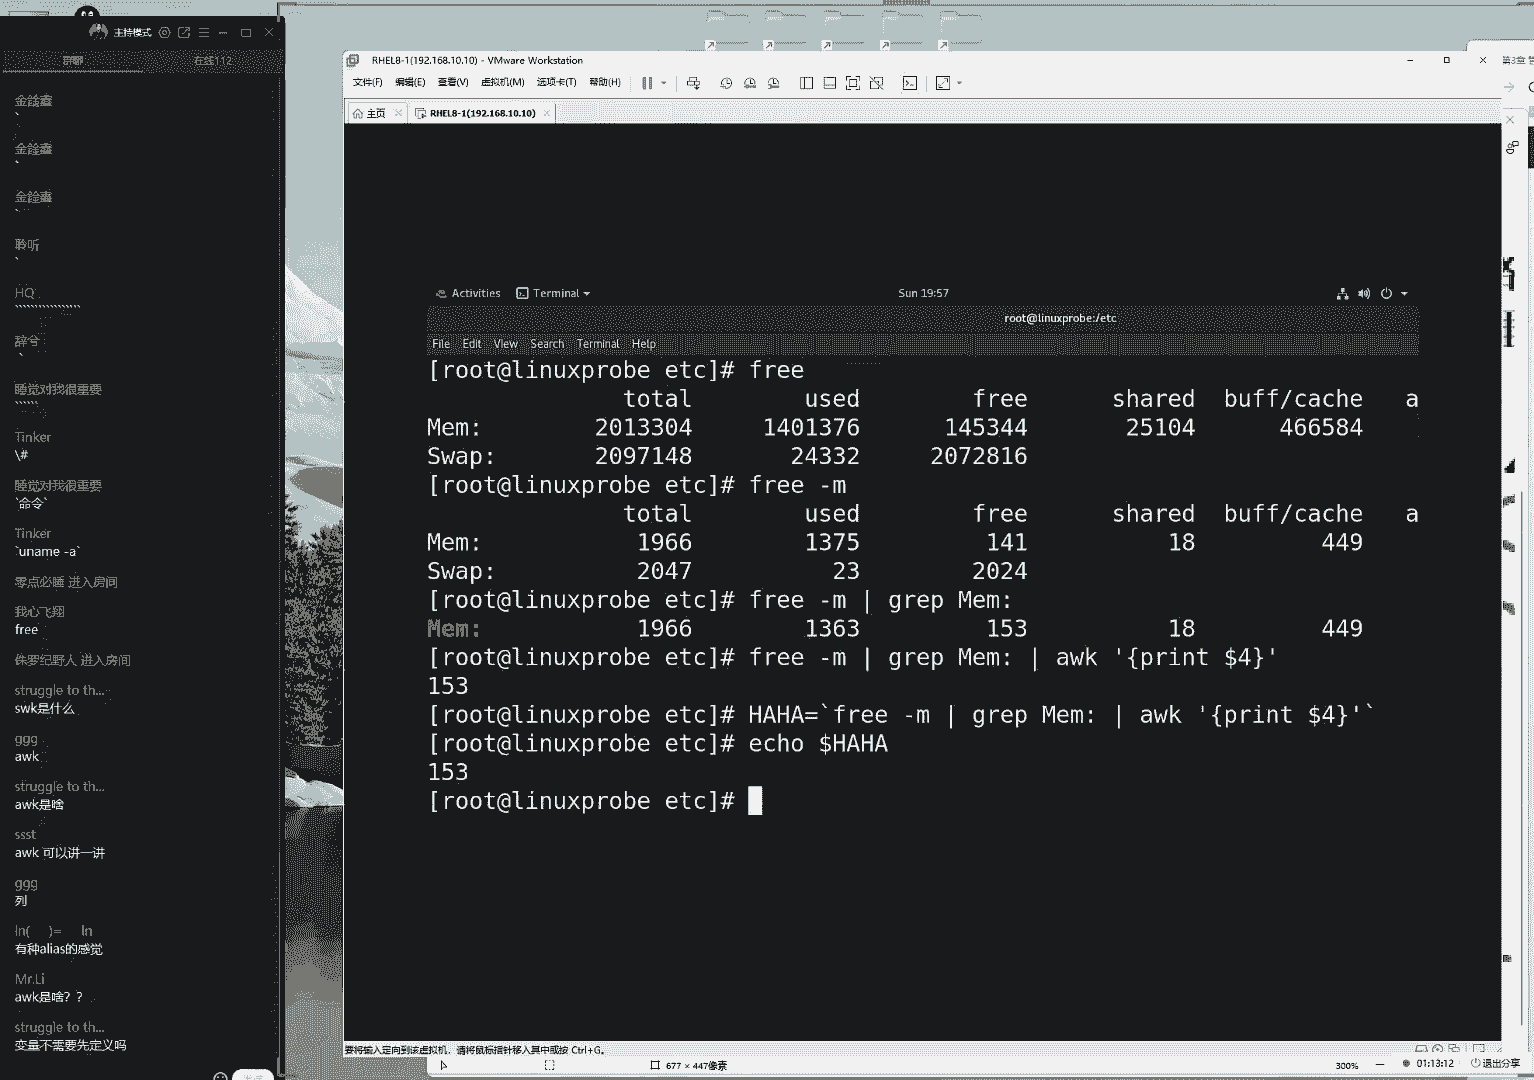 主持模式
群聊
在线112
金鍂鑫
`
金鍂鑫
`
金鍂鑫
`
聆听
`
HQ
`````````````````
辞兮
`
睡觉对我很重要
``````
Tinker
\#
睡觉对我很重要
`命令`
Tinker
`uname -a`
零点必睡 进入房间
我心飞翔
free
侏罗纪野人 进入房间
struggle to th...
swk是什么
ggg
awk
struggle to th...
awk是啥
ssst
awk 可以讲一讲
ggg
列
ln( )= ln
有种alias的感觉
Mr.Li
awk是啥？？
struggle to th...
变量不需要先定义吗
RHEL8-1(192.168.10.10) - VMware Workstation
文件(F) 编辑(E) 查看(V) 虚拟机(M) 选项卡(T) 帮助(H)
主页
RHEL8-1(192.168.10.10)
第3章
Activities Terminal Sun 19:57
root@linuxprobe:/etc
File Edit View Search Terminal Help
[root@linuxprobe etc]# free
total used free shared buff/cache a
Mem: 2013304 1401376 145344 25104 466584
Swap: 2097148 24332 2072816
[root@linuxprobe etc]# free -m
total used free shared buff/cache a
Mem: 1966 1375 141 18 449
Swap: 2047 23 2024
[root@linuxprobe etc]# free -m | grep Mem:
Mem: 1966 1363 153 18 449
[root@linuxprobe etc]# free -m | grep Mem: | awk '{print $4}'
153
[root@linuxprobe etc]# HAHA=`free -m | grep Mem: | awk '{print $4}'`
[root@linuxprobe etc]# echo $HAHA
153
[root@linuxprobe etc]#
要将输入定向到该虚拟机，请将鼠标指针移入其中或按 Ctrl+G。
677 × 447像素
300%
01:13:12
退出分享